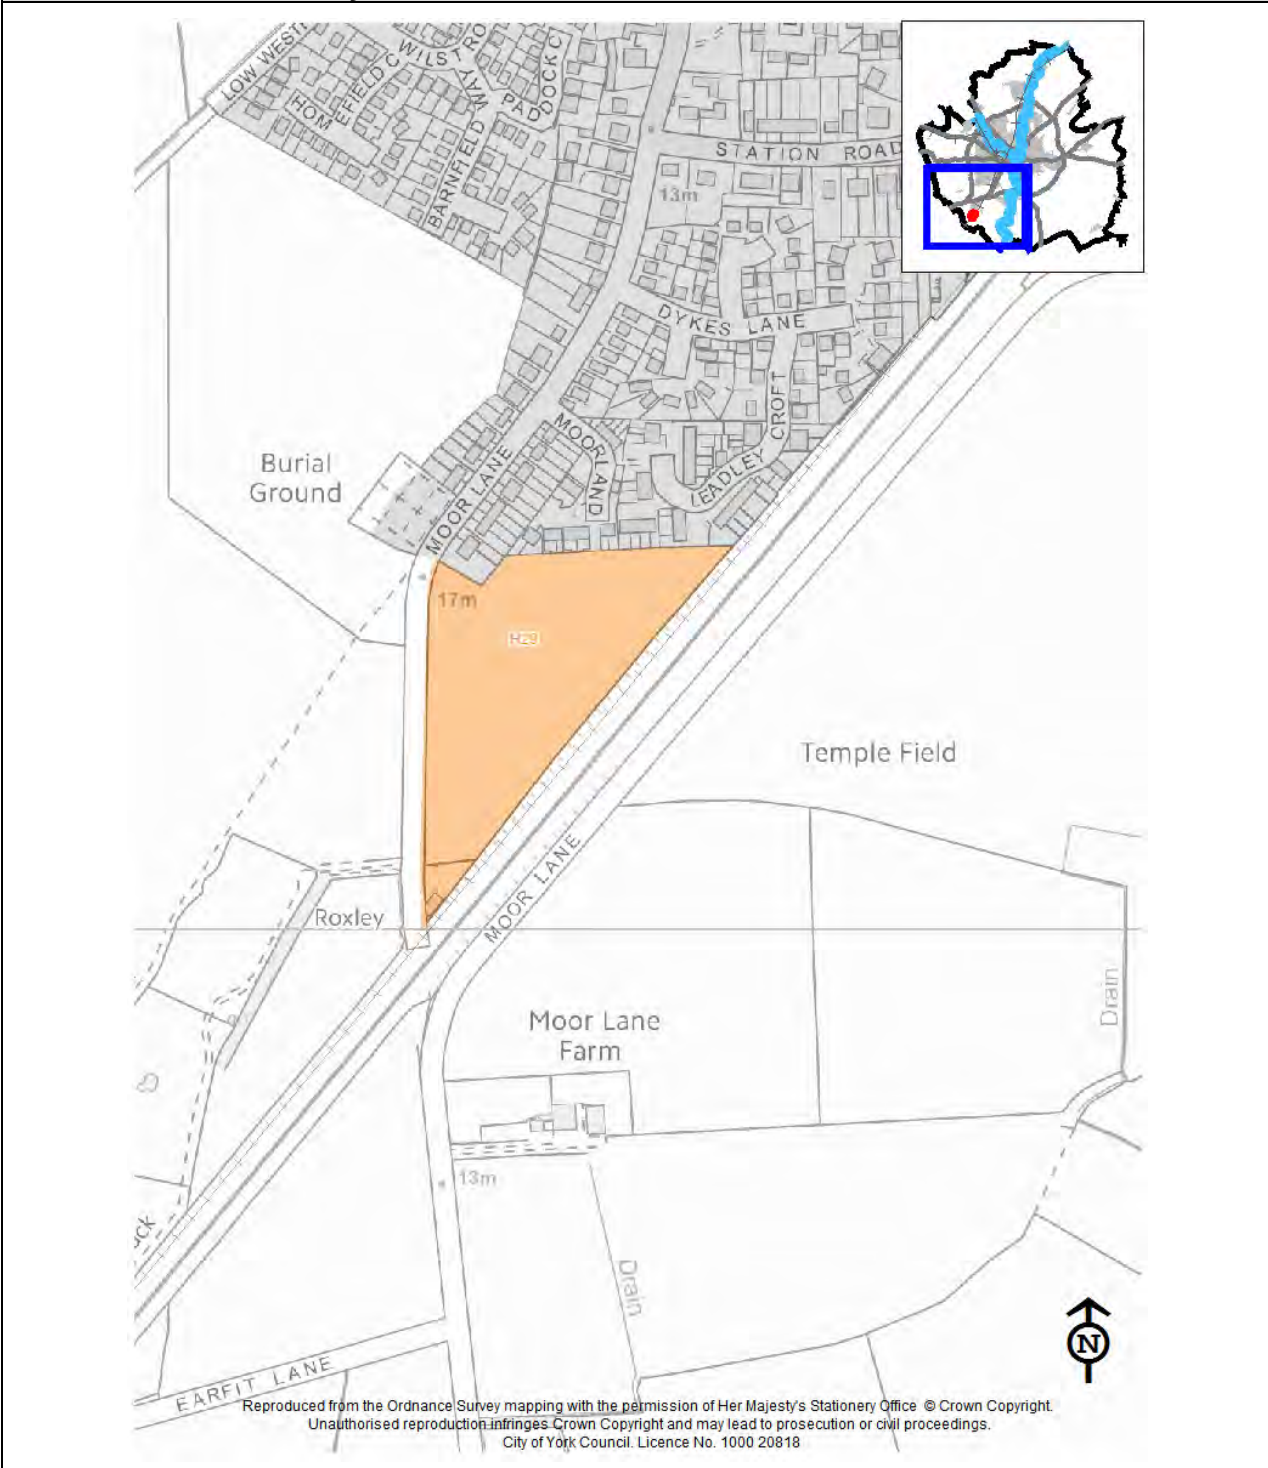 LOW WEST
WILSTRO
HOM
EFIELD C
BARNFIELD WAY
PAD
DOCK C
STATION ROAD
13m
DYKES LANE
CROFT
LEADLEY
MOORLAND
MOOR LANE
Burial
Ground
17m
H29
Temple Field
MOOR LANE
Roxley
Moor Lane
Farm
Drain
13m
Drain
EARFIT LANE
N
Reproduced from the Ordnance Survey mapping with the permission of Her Majesty's Stationery Office © Crown Copyright.
Unauthorised reproduction infringes Crown Copyright and may lead to prosecution or civil proceedings.
City of York Council. Licence No. 1000 20818